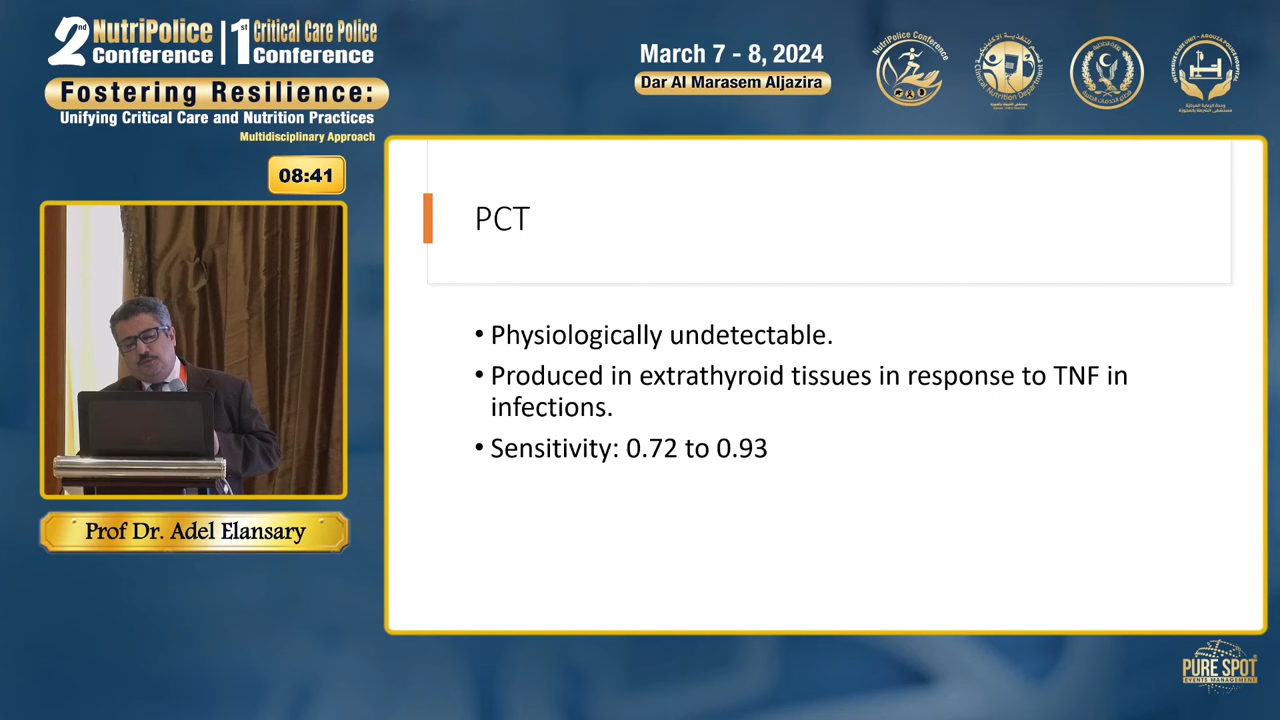 2nd NutriPolice Conference | 1st Critical Care Police Conference
Fostering Resilience:
Unifying Critical Care and Nutrition Practices
Multidisciplinary Approach
March 7 - 8, 2024
Dar Al Marasem Aljazira
NutriPolice Conference
08:41
PCT
• Physiologically undetectable.
• Produced in extrathyroid tissues in response to TNF in
infections.
• Sensitivity: 0.72 to 0.93
Prof Dr. Adel Elansary
PURE SPOT
EVENTS MANAGEMENT